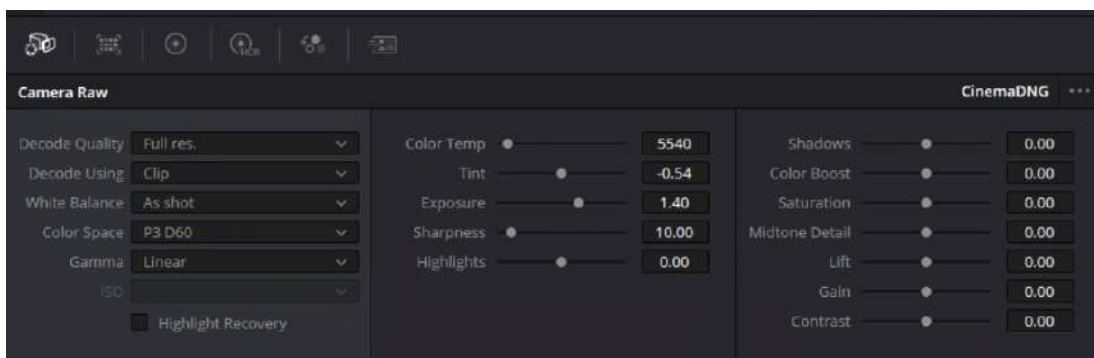 HDR
Camera Raw
CinemaDNG
Decode Quality Full res.
Decode Using Clip
White Balance As shot
Color Space P3 D60
Gamma Linear
ISO
Highlight Recovery
Color Temp 5540
Tint -0.54
Exposure 1.40
Sharpness 10.00
Highlights 0.00
Shadows 0.00
Color Boost 0.00
Saturation 0.00
Midtone Detail 0.00
Lift 0.00
Gain 0.00
Contrast 0.00